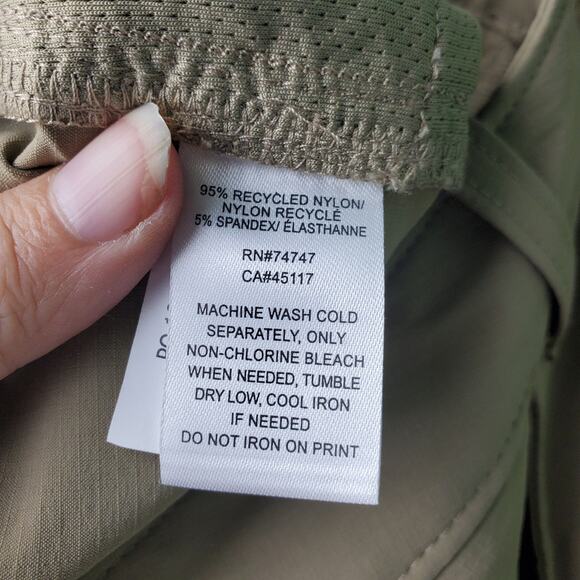 95% RECYCLED NYLON/
NYLON RECYCLÉ
5% SPANDEX/ ÉLASTHANNE
RN#74747
CA#45117
MACHINE WASH COLD
SEPARATELY, ONLY
NON-CHLORINE BLEACH
WHEN NEEDED, TUMBLE
DRY LOW, COOL IRON
IF NEEDED
DO NOT IRON ON PRINT